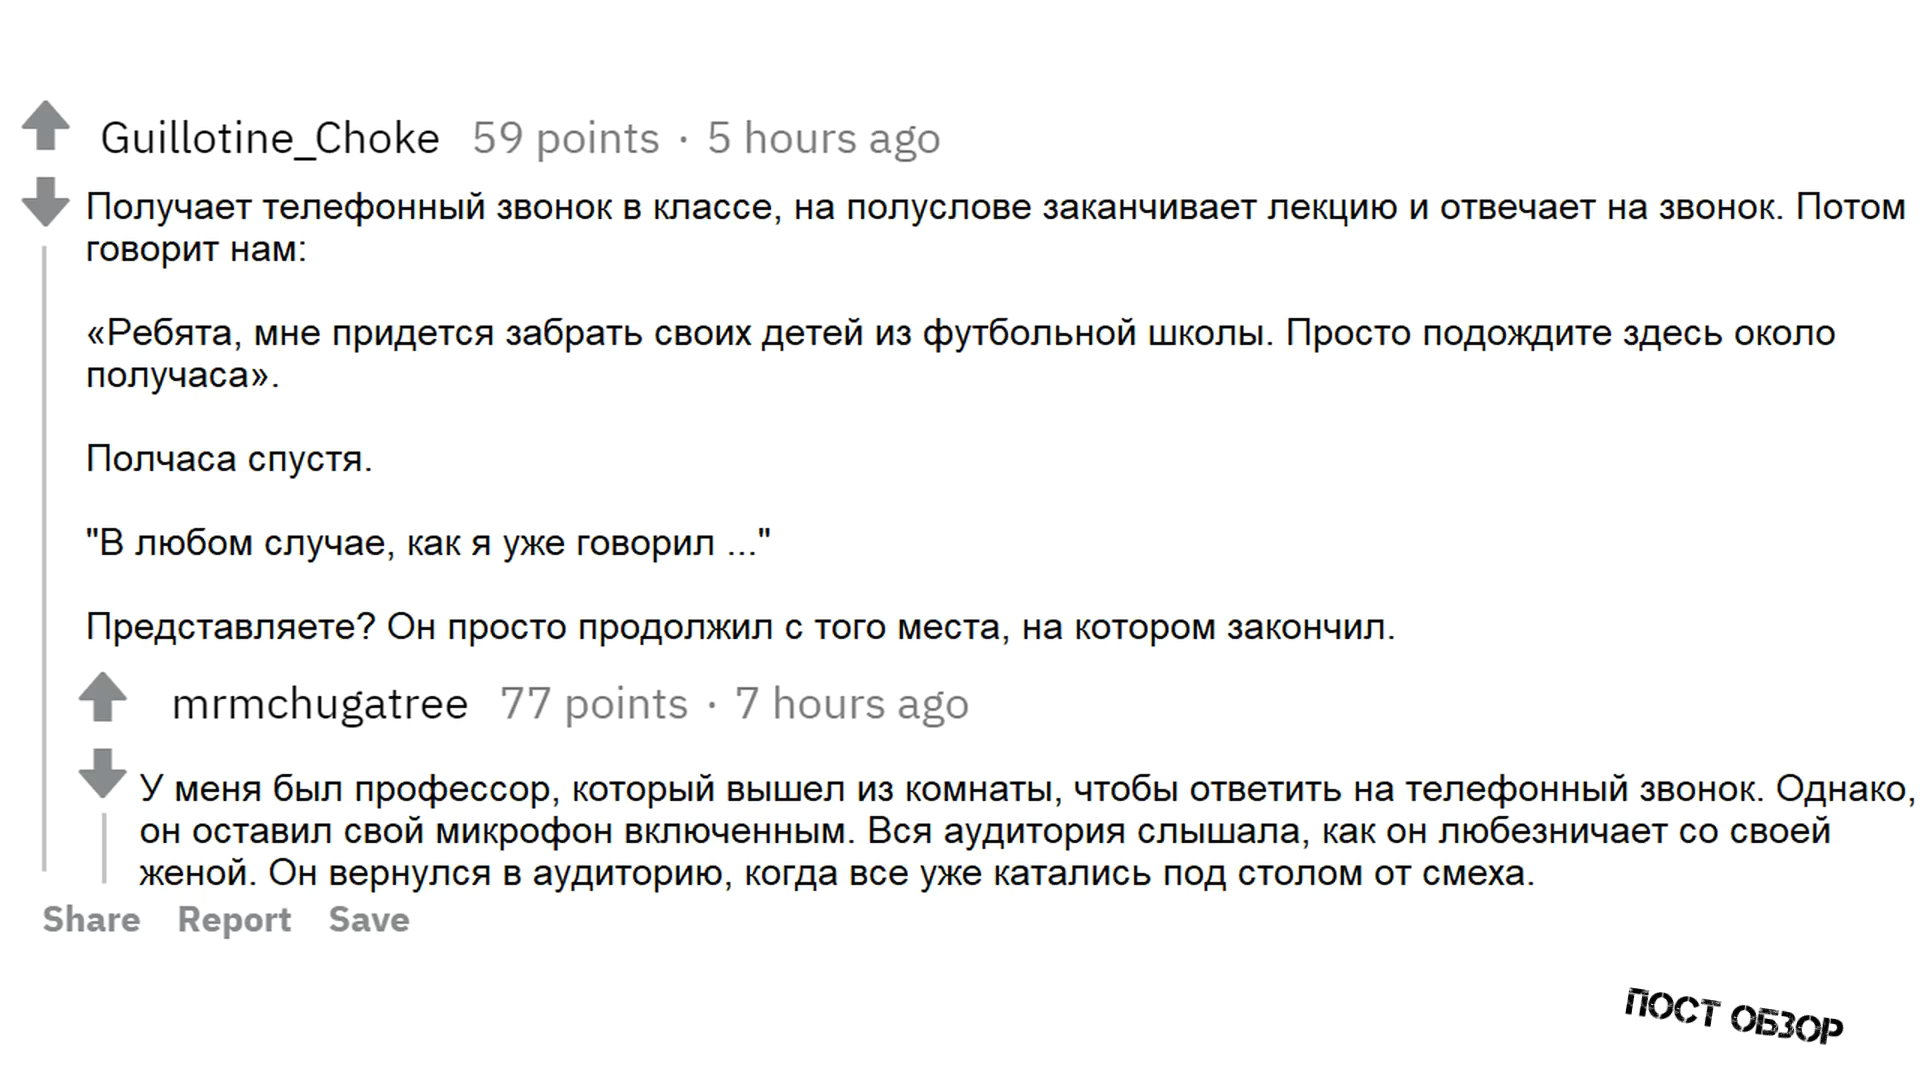 Guillotine_Choke 59 points · 5 hours ago
Получает телефонный звонок в классе, на полуслове заканчивает лекцию и отвечает на звонок. Потом
говорит нам:
«Ребята, мне придется забрать своих детей из футбольной школы. Просто подождите здесь около
получаса».
Полчаса спустя.
"В любом случае, как я уже говорил ..."
Представляете? Он просто продолжил с того места, на котором закончил.
mrmchugatree 77 points · 7 hours ago
У меня был профессор, который вышел из комнаты, чтобы ответить на телефонный звонок. Однако,
он оставил свой микрофон включенным. Вся аудитория слышала, как он любезничает со своей
женой. Он вернулся в аудиторию, когда все уже катались под столом от смеха.
Share Report Save
ПОСТ ОБЗОР